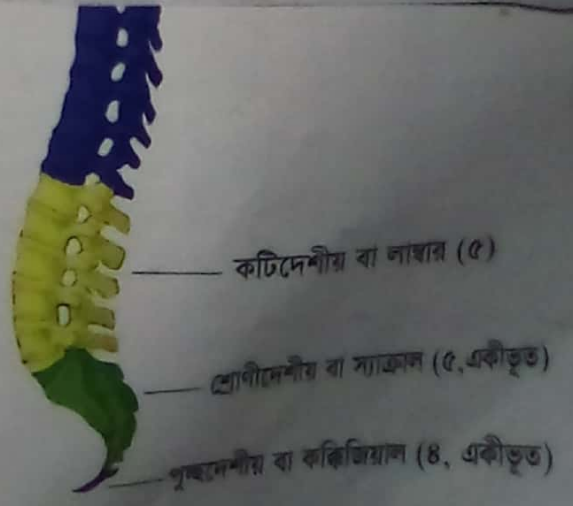 কটিদেশীয় বা লাম্বার (৫)
শ্রোণীদেশীয় বা স্যাক্রাল (৫, একীভূত)
পুচ্ছদেশীয় বা কক্কিজিয়াল (৪, একীভূত)